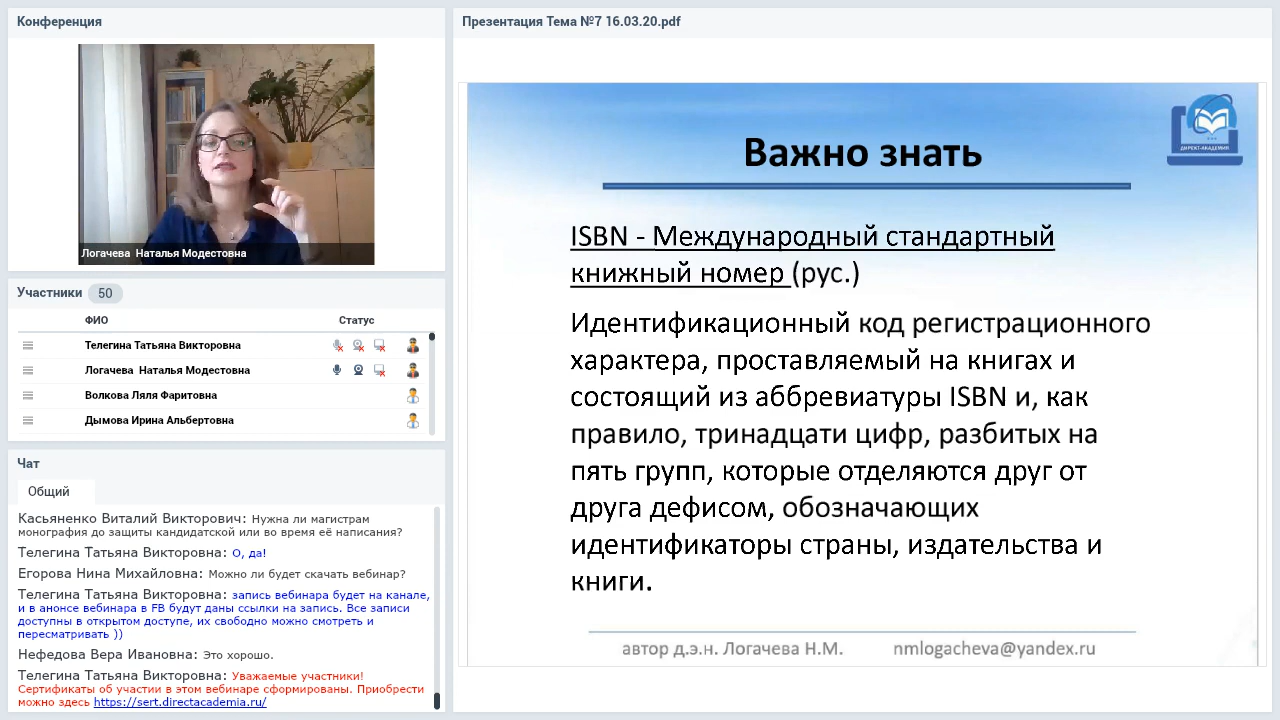 Конференция
Логачева  Наталья Модестовна
Участники 50
ФИО Статус
Телегина Татьяна Викторовна
Логачева  Наталья Модестовна
Волкова Ляля Фаритовна
Дымова Ирина Альбертовна
Чат
Общий
Касьяненко Виталий Викторович: Нужна ли магистрам
монография до защиты кандидатской или во время её написания?
Телегина Татьяна Викторовна: О, да!
Егорова Нина Михайловна: Можно ли будет скачать вебинар?
Телегина Татьяна Викторовна: запись вебинара будет на канале,
и в анонсе вебинара в FB будут даны ссылки на запись. Все записи
доступны в открытом доступе, их свободно можно смотреть и
пересматривать ))
Нефедова Вера Ивановна: Это хорошо.
Телегина Татьяна Викторовна: Уважаемые участники!
Сертификаты об участии в этом вебинаре сформированы. Приобрести
можно здесь https://sert.directacademia.ru/
Презентация Тема №7 16.03.20.pdf
ДИРЕКТ-АКАДЕМИЯ
Важно знать
ISBN - Международный стандартный
книжный номер (рус.)
Идентификационный код регистрационного
характера, проставляемый на книгах и
состоящий из аббревиатуры ISBN и, как
правило, тринадцати цифр, разбитых на
пять групп, которые отделяются друг от
друга дефисом, обозначающих
идентификаторы страны, издательства и
книги.
автор д.э.н. Логачева Н.М. nmlogacheva@yandex.ru